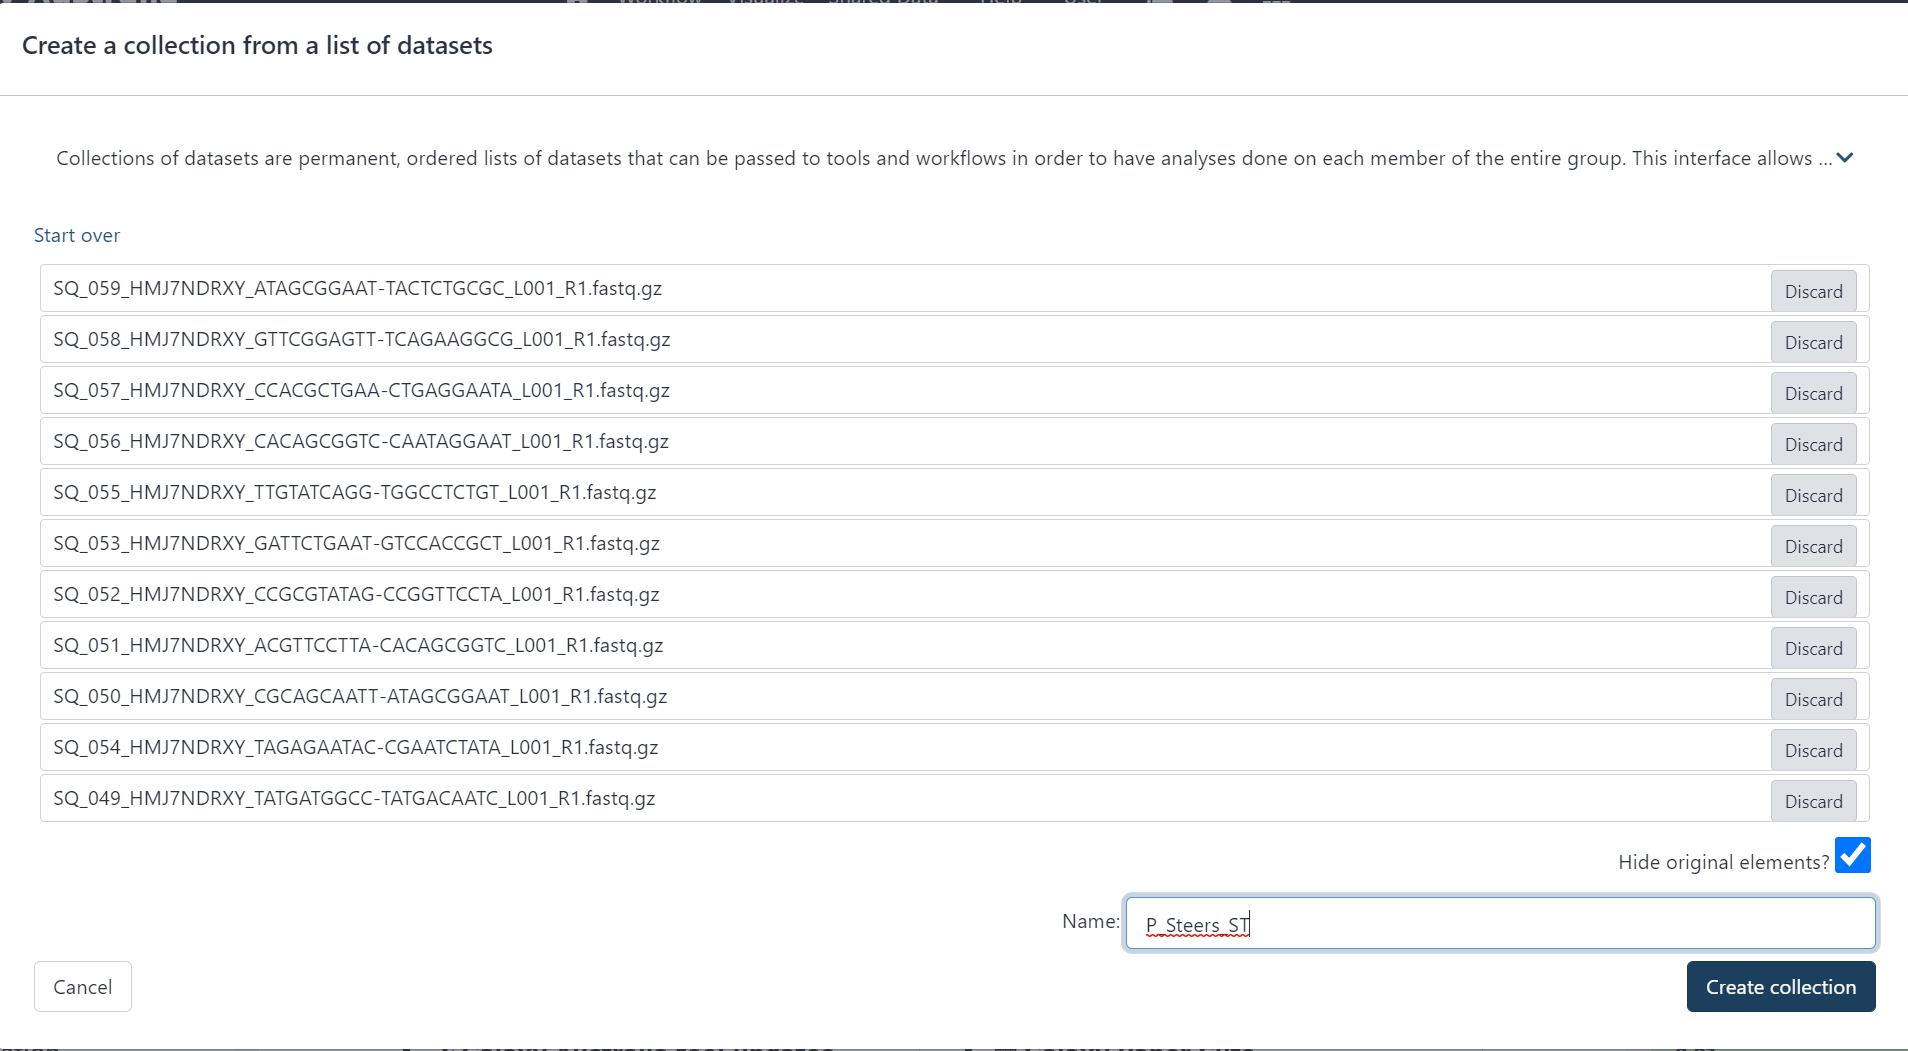 Create a collection from a list of datasets
Collections of datasets are permanent, ordered lists of datasets that can be passed to tools and workflows in order to have analyses done on each member of the entire group. This interface allows ...
Start over
SQ_059_HMJ7NDRXY_ATAGCGGAAT-TACTCTGCGC_L001_R1.fastq.gz Discard
SQ_058_HMJ7NDRXY_GTTCGGAGTT-TCAGAAGGCG_L001_R1.fastq.gz Discard
SQ_057_HMJ7NDRXY_CCACGCTGAA-CTGAGGAATA_L001_R1.fastq.gz Discard
SQ_056_HMJ7NDRXY_CACAGCGGTC-CAATAGGAAT_L001_R1.fastq.gz Discard
SQ_055_HMJ7NDRXY_TTGTATCAGG-TGGCCTCTGT_L001_R1.fastq.gz Discard
SQ_053_HMJ7NDRXY_GATTCTGAAT-GTCCACCGCT_L001_R1.fastq.gz Discard
SQ_052_HMJ7NDRXY_CCGCGTATAG-CCGGTTCCTA_L001_R1.fastq.gz Discard
SQ_051_HMJ7NDRXY_ACGTTCCTTA-CACAGCGGTC_L001_R1.fastq.gz Discard
SQ_050_HMJ7NDRXY_CGCAGCAATT-ATAGCGGAAT_L001_R1.fastq.gz Discard
SQ_054_HMJ7NDRXY_TAGAGAATAC-CGAATCTATA_L001_R1.fastq.gz Discard
SQ_049_HMJ7NDRXY_TATGATGGCC-TATGACAATC_L001_R1.fastq.gz Discard
Hide original elements?
Name: P_Steers_ST
Cancel Create collection